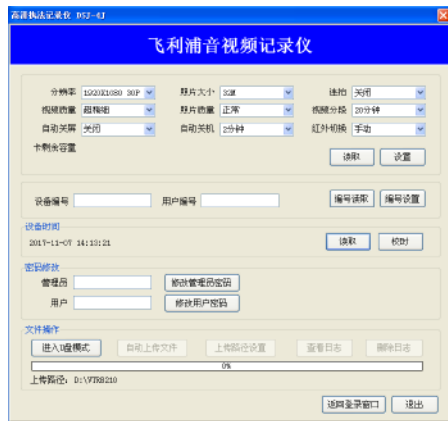 高清执法记录仪 DSJ-4J
飞利浦音视频记录仪
分辨率 1920X1080 30P 照片大小 32M 连拍 关闭
视频质量 超精细 照片质量 正常 视频分段 20分钟
自动关屏 关闭 自动关机 2分钟 红外切换 手动
卡剩余容量
读取 设置
设备编号 用户编号 编号读取 编号设置
设备时间
2017-11-07 14:13:21 读取 校时
密码修改
管理员 修改管理员密码
用户 修改用户密码
文件操作
进入U盘模式 自动上传文件 上传路径设置 查看日志 删除日志
0%
上传路径: D:\VTR8210
返回登录窗口 退出